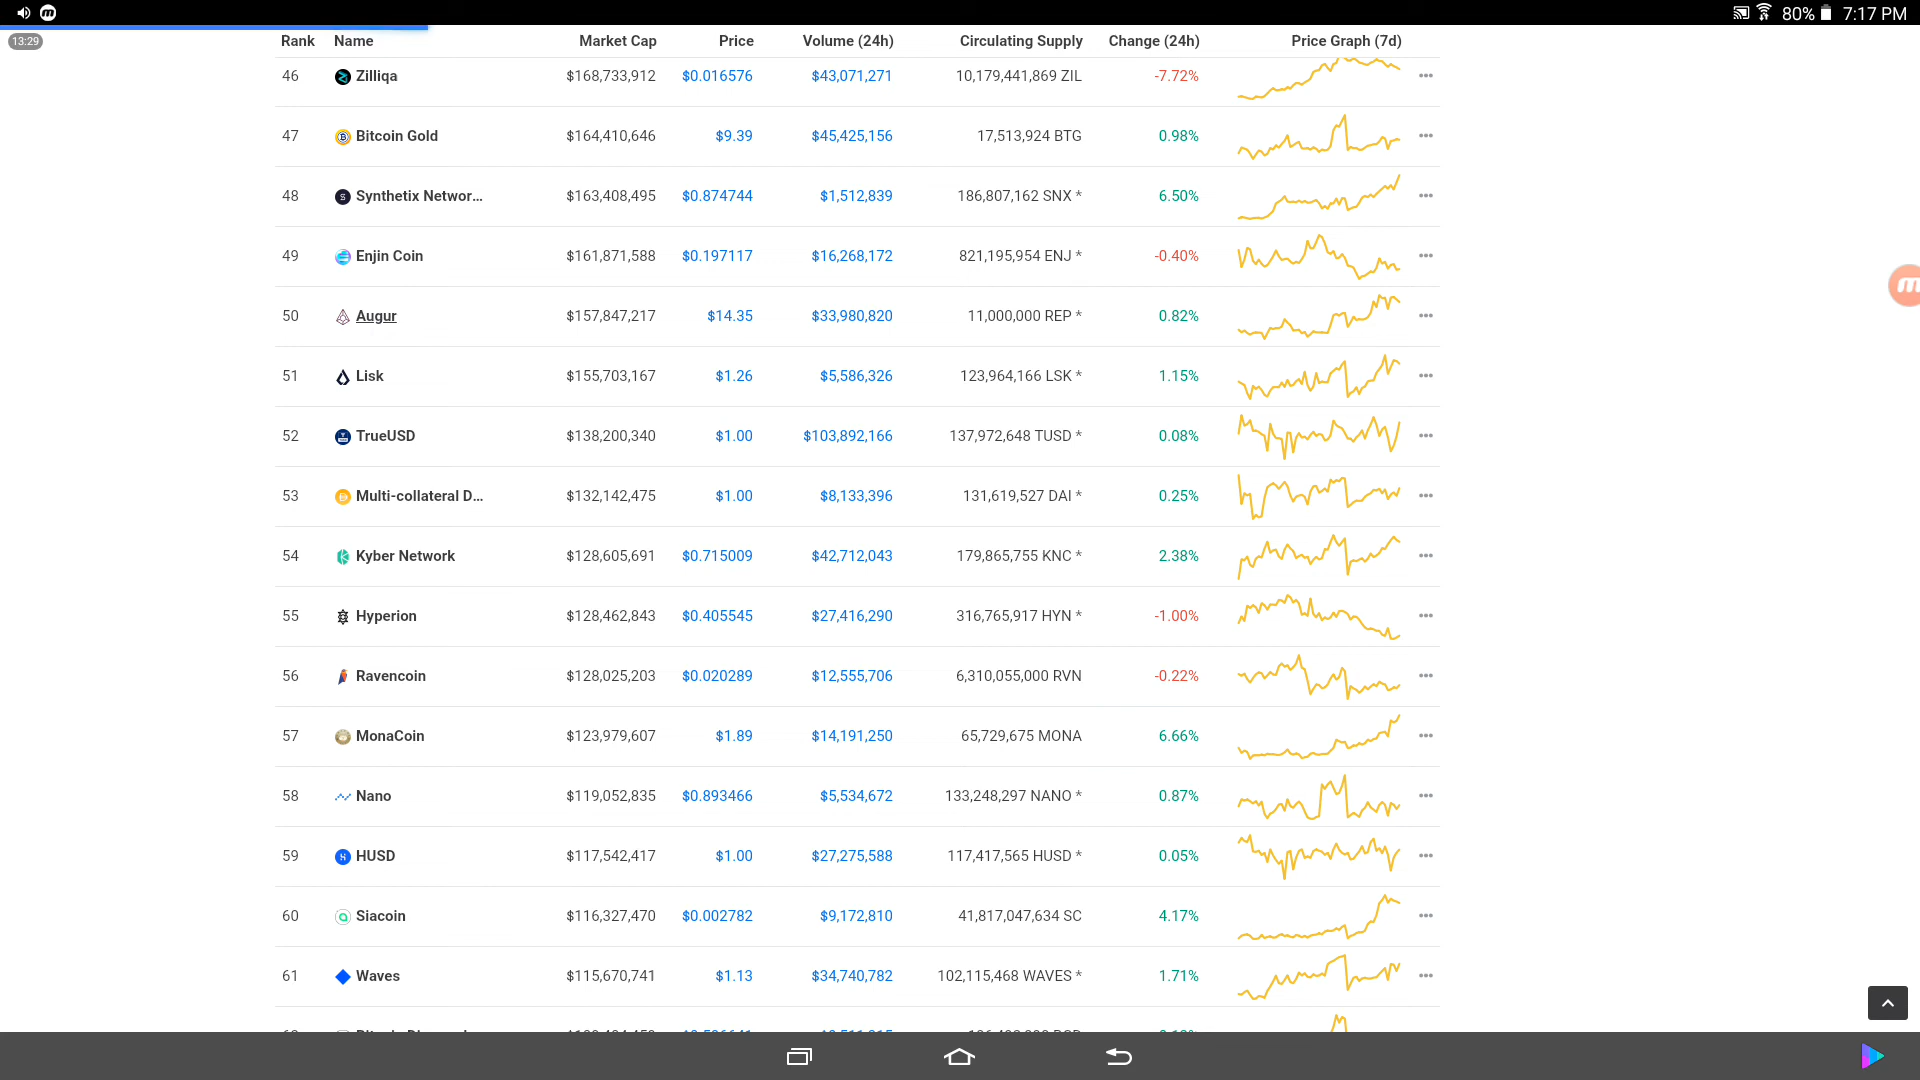 80% 7:17 PM
13:29
Rank Name Market Cap Price Volume (24h) Circulating Supply Change (24h) Price Graph (7d)
46 Zilliqa $168,733,912 $0.016576 $43,071,271 10,179,441,869 ZIL -7.72%
47 Bitcoin Gold $164,410,646 $9.39 $45,425,156 17,513,924 BTG 0.98%
48 Synthetix Networ... $163,408,495 $0.874744 $1,512,839 186,807,162 SNX * 6.50%
49 Enjin Coin $161,871,588 $0.197117 $16,268,172 821,195,954 ENJ * -0.40%
50 Augur $157,847,217 $14.35 $33,980,820 11,000,000 REP * 0.82%
51 Lisk $155,703,167 $1.26 $5,586,326 123,964,166 LSK * 1.15%
52 TrueUSD $138,200,340 $1.00 $103,892,166 137,972,648 TUSD * 0.08%
53 Multi-collateral D... $132,142,475 $1.00 $8,133,396 131,619,527 DAI * 0.25%
54 Kyber Network $128,605,691 $0.715009 $42,712,043 179,865,755 KNC * 2.38%
55 Hyperion $128,462,843 $0.405545 $27,416,290 316,765,917 HYN * -1.00%
56 Ravencoin $128,025,203 $0.020289 $12,555,706 6,310,055,000 RVN -0.22%
57 MonaCoin $123,979,607 $1.89 $14,191,250 65,729,675 MONA 6.66%
58 Nano $119,052,835 $0.893466 $5,534,672 133,248,297 NANO * 0.87%
59 HUSD $117,542,417 $1.00 $27,275,588 117,417,565 HUSD * 0.05%
60 Siacoin $116,327,470 $0.002782 $9,172,810 41,817,047,634 SC 4.17%
61 Waves $115,670,741 $1.13 $34,740,782 102,115,468 WAVES * 1.71%